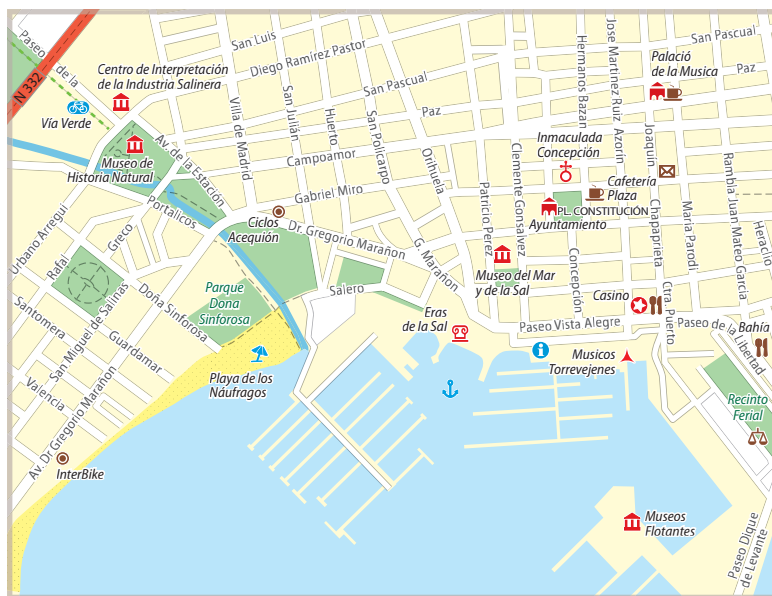 N 332
Paseo de la
San Luis
Diego Ramírez Pastor
San Pascual
Paz
Centro de Interpretación
de la Industria Salinera
Vía Verde
Museo de
Historia Natural
Av. de la Estación
Villa de Madrid
San Julián
Huerto
San Policarpo
Orihuela
Campoamor
Gabriel Miro
Hermanos Bazan
Jose Martinez Ruiz Azorín
San Pascual
Palació
de la Musica
Paz
Inmaculada
Concepción
Joaquin Chapaprieta
Cafetería
Plaza
PL. CONSTITUCIÓN
Ayuntamiento
Clemente Gonsalvez
Patricio Perez
Concepción
Maria Parodi
Rambla Juan Mateo García
Heraclio
Urbano Arregui
Portalicos
Ciclos
Acequión
Dr. Gregorio Marañon
G. Marañon
Museo del Mar
y de la Sal
Rafal
Greco
San Miguel de Salinas
Dona Sinforosa
Parque
Dona
Sinforosa
Salero
Eras
de la Sal
Casino
Ctra. Puerto
Paseo Vista Alegre
Paseo de la
Libertad
Bahía
Musicos
Torrevejenes
Santomera
Guardamar
Valencia
Av. Dr Gregorio Marañon
Playa de los
Náufragos
InterBike
Recinto
Ferial
Museos
Flotantes
Paseo Dique
de Levante